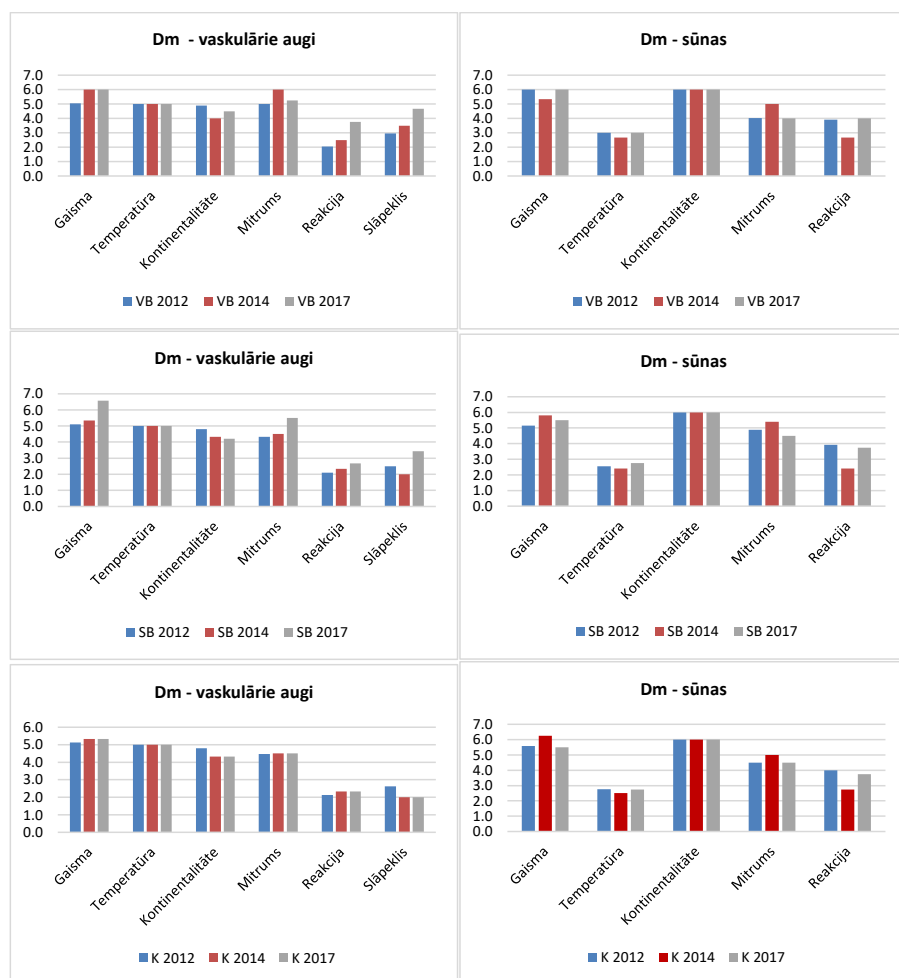 Dm - vaskulārie augi
7.0
6.0
5.0
4.0
3.0
2.0
1.0
0.0
Gaisma
Temperatūra
Kontinentalitāte
Mitrums
Reakcija
Slāpeklis
VB 2012 VB 2014 VB 2017
Dm - sūnas
7.0
6.0
5.0
4.0
3.0
2.0
1.0
0.0
Gaisma
Temperatūra
Kontinentalitāte
Mitrums
Reakcija
VB 2012 VB 2014 VB 2017
Dm - vaskulārie augi
7.0
6.0
5.0
4.0
3.0
2.0
1.0
0.0
Gaisma
Temperatūra
Kontinentalitāte
Mitrums
Reakcija
Slāpeklis
SB 2012 SB 2014 SB 2017
Dm - sūnas
7.0
6.0
5.0
4.0
3.0
2.0
1.0
0.0
Gaisma
Temperatūra
Kontinentalitāte
Mitrums
Reakcija
SB 2012 SB 2014 SB 2017
Dm - vaskulārie augi
6.0
5.0
4.0
3.0
2.0
1.0
0.0
Gaisma
Temperatūra
Kontinentalitāte
Mitrums
Reakcija
Slāpeklis
K 2012 K 2014 K 2017
Dm - sūnas
7.0
6.0
5.0
4.0
3.0
2.0
1.0
0.0
Gaisma
Temperatūra
Kontinentalitāte
Mitrums
Reakcija
K 2012 K 2014 K 2017